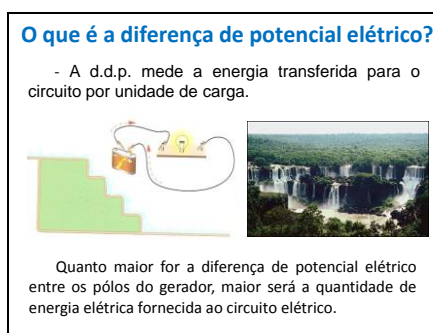 O que é a diferença de potencial elétrico?
- A d.d.p. mede a energia transferida para o
circuito por unidade de carga.
Quanto maior for a diferença de potencial elétrico
entre os pólos do gerador, maior será a quantidade de
energia elétrica fornecida ao circuito elétrico.